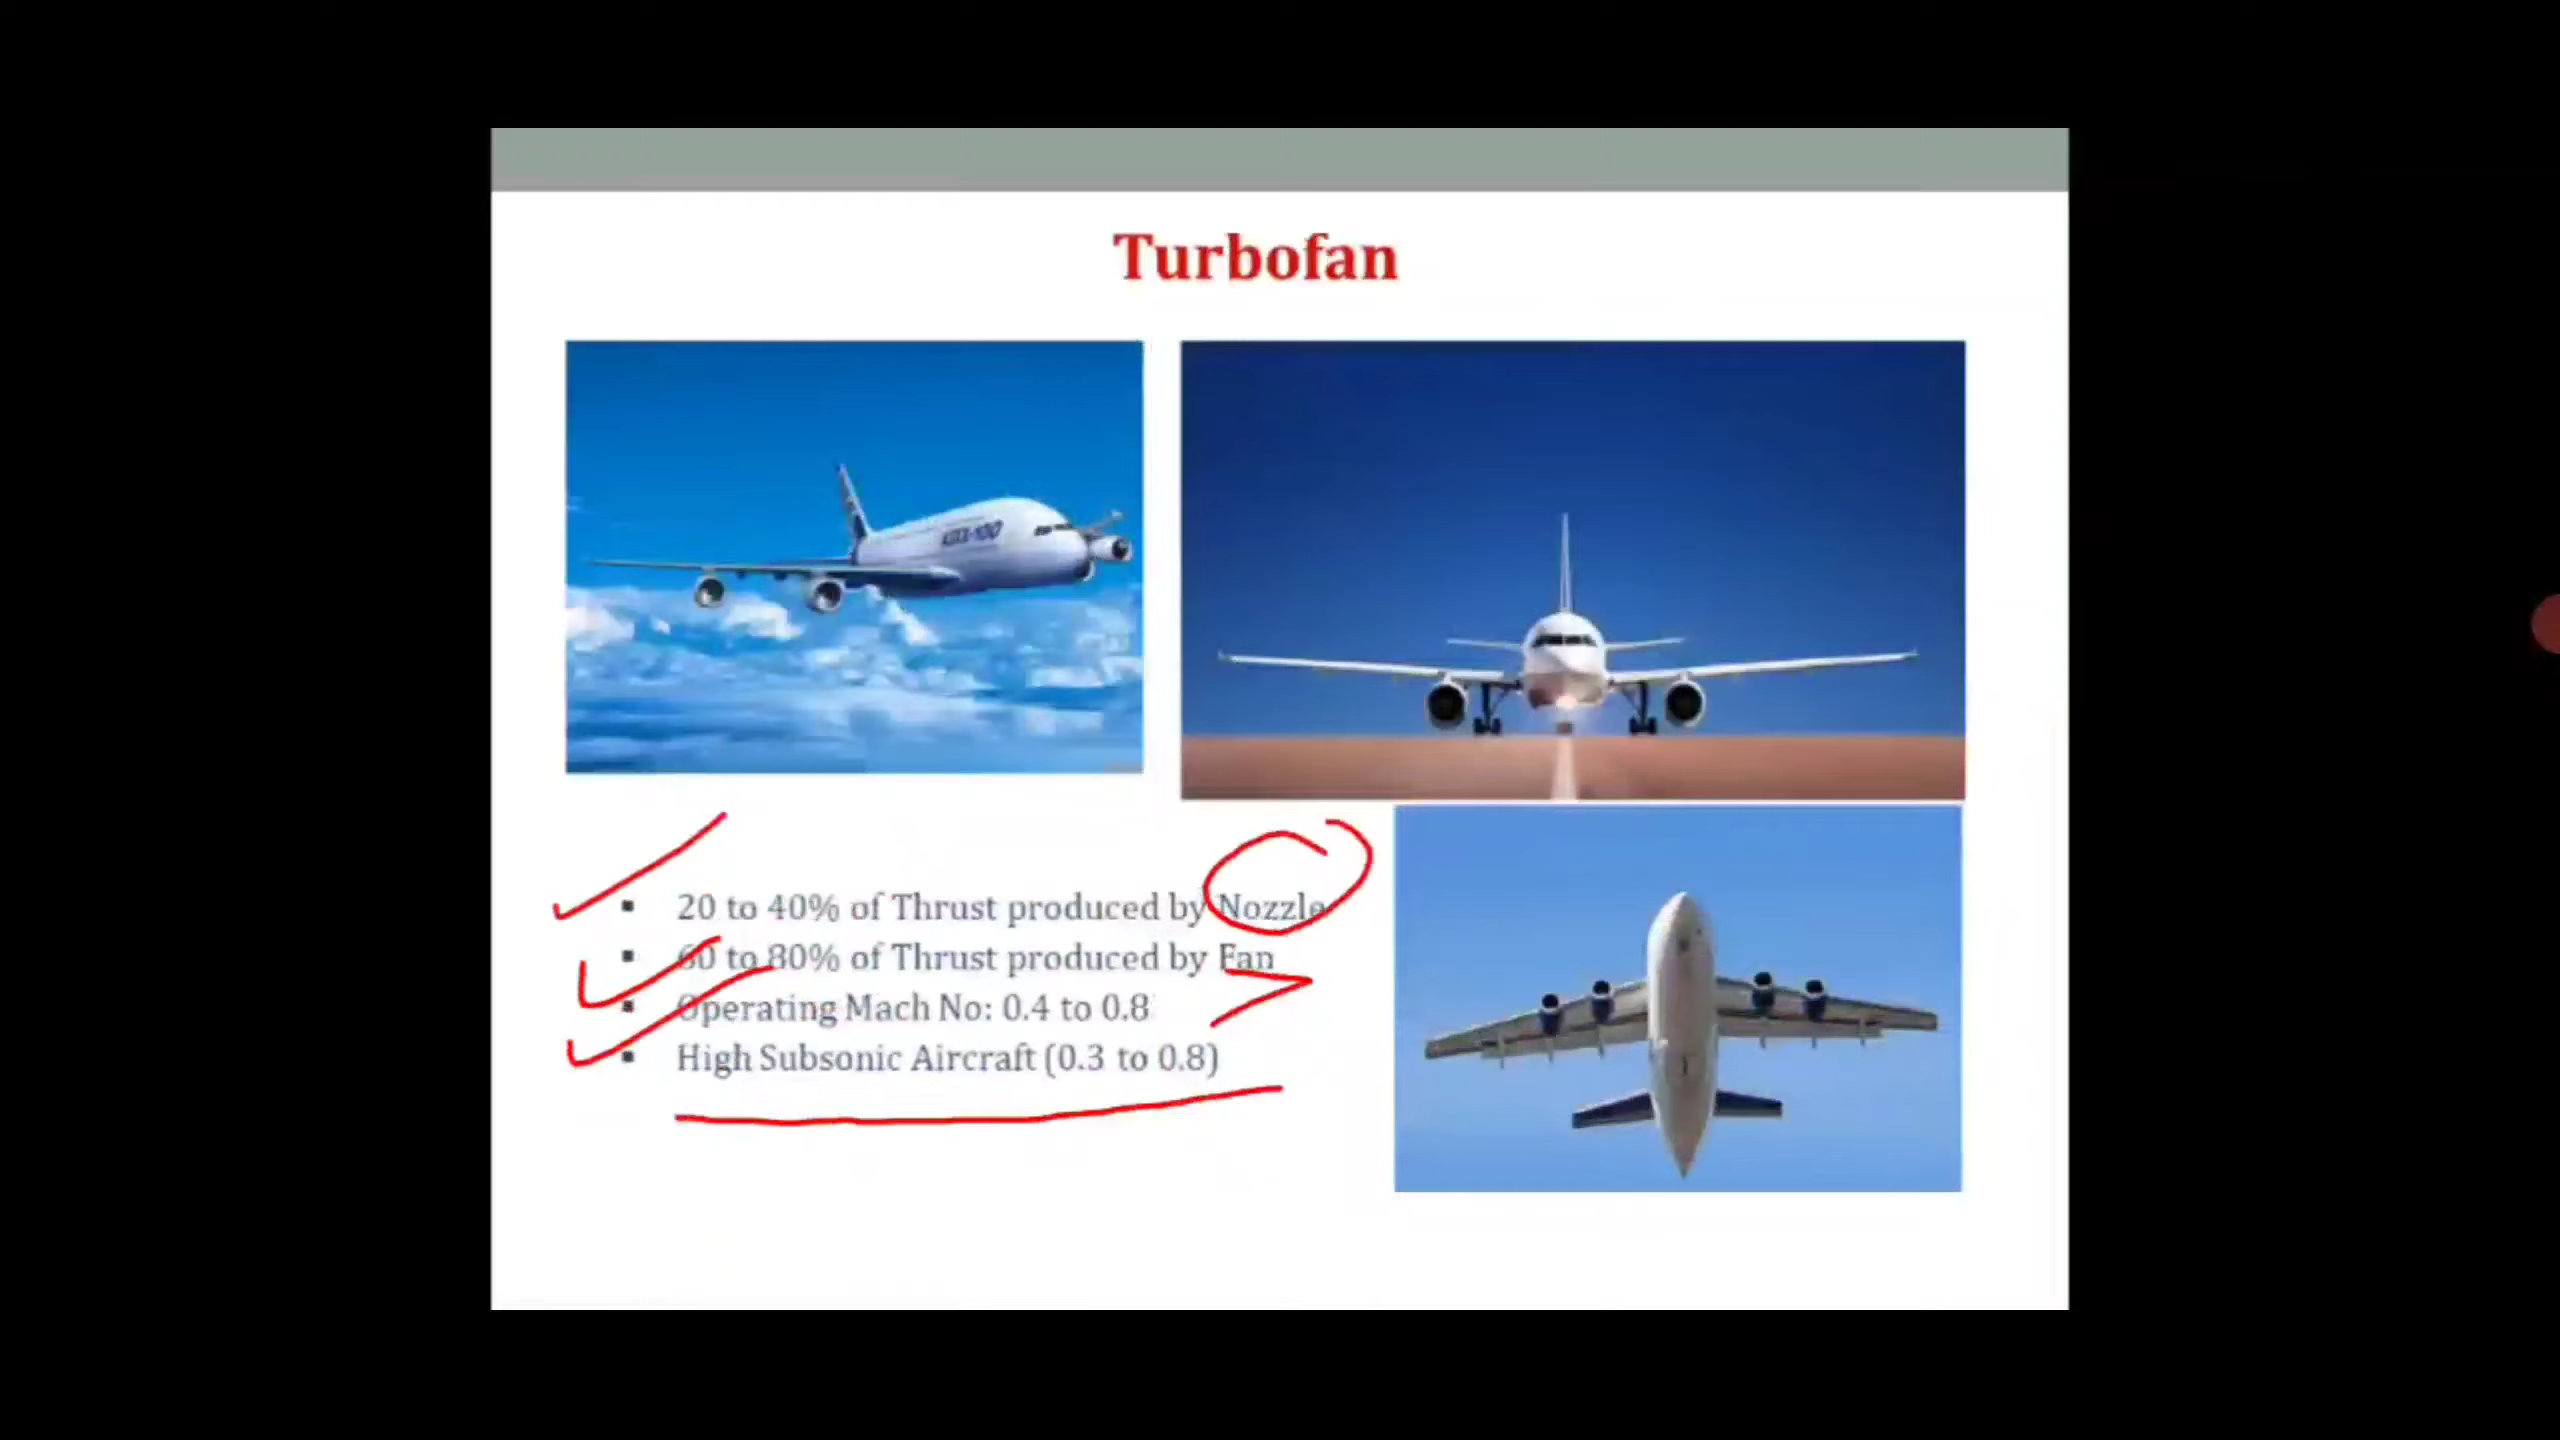 Turbofan
20 to 40% of Thrust produced by Nozzle
60 to 80% of Thrust produced by Fan
Operating Mach No: 0.4 to 0.8
High Subsonic Aircraft (0.3 to 0.8)